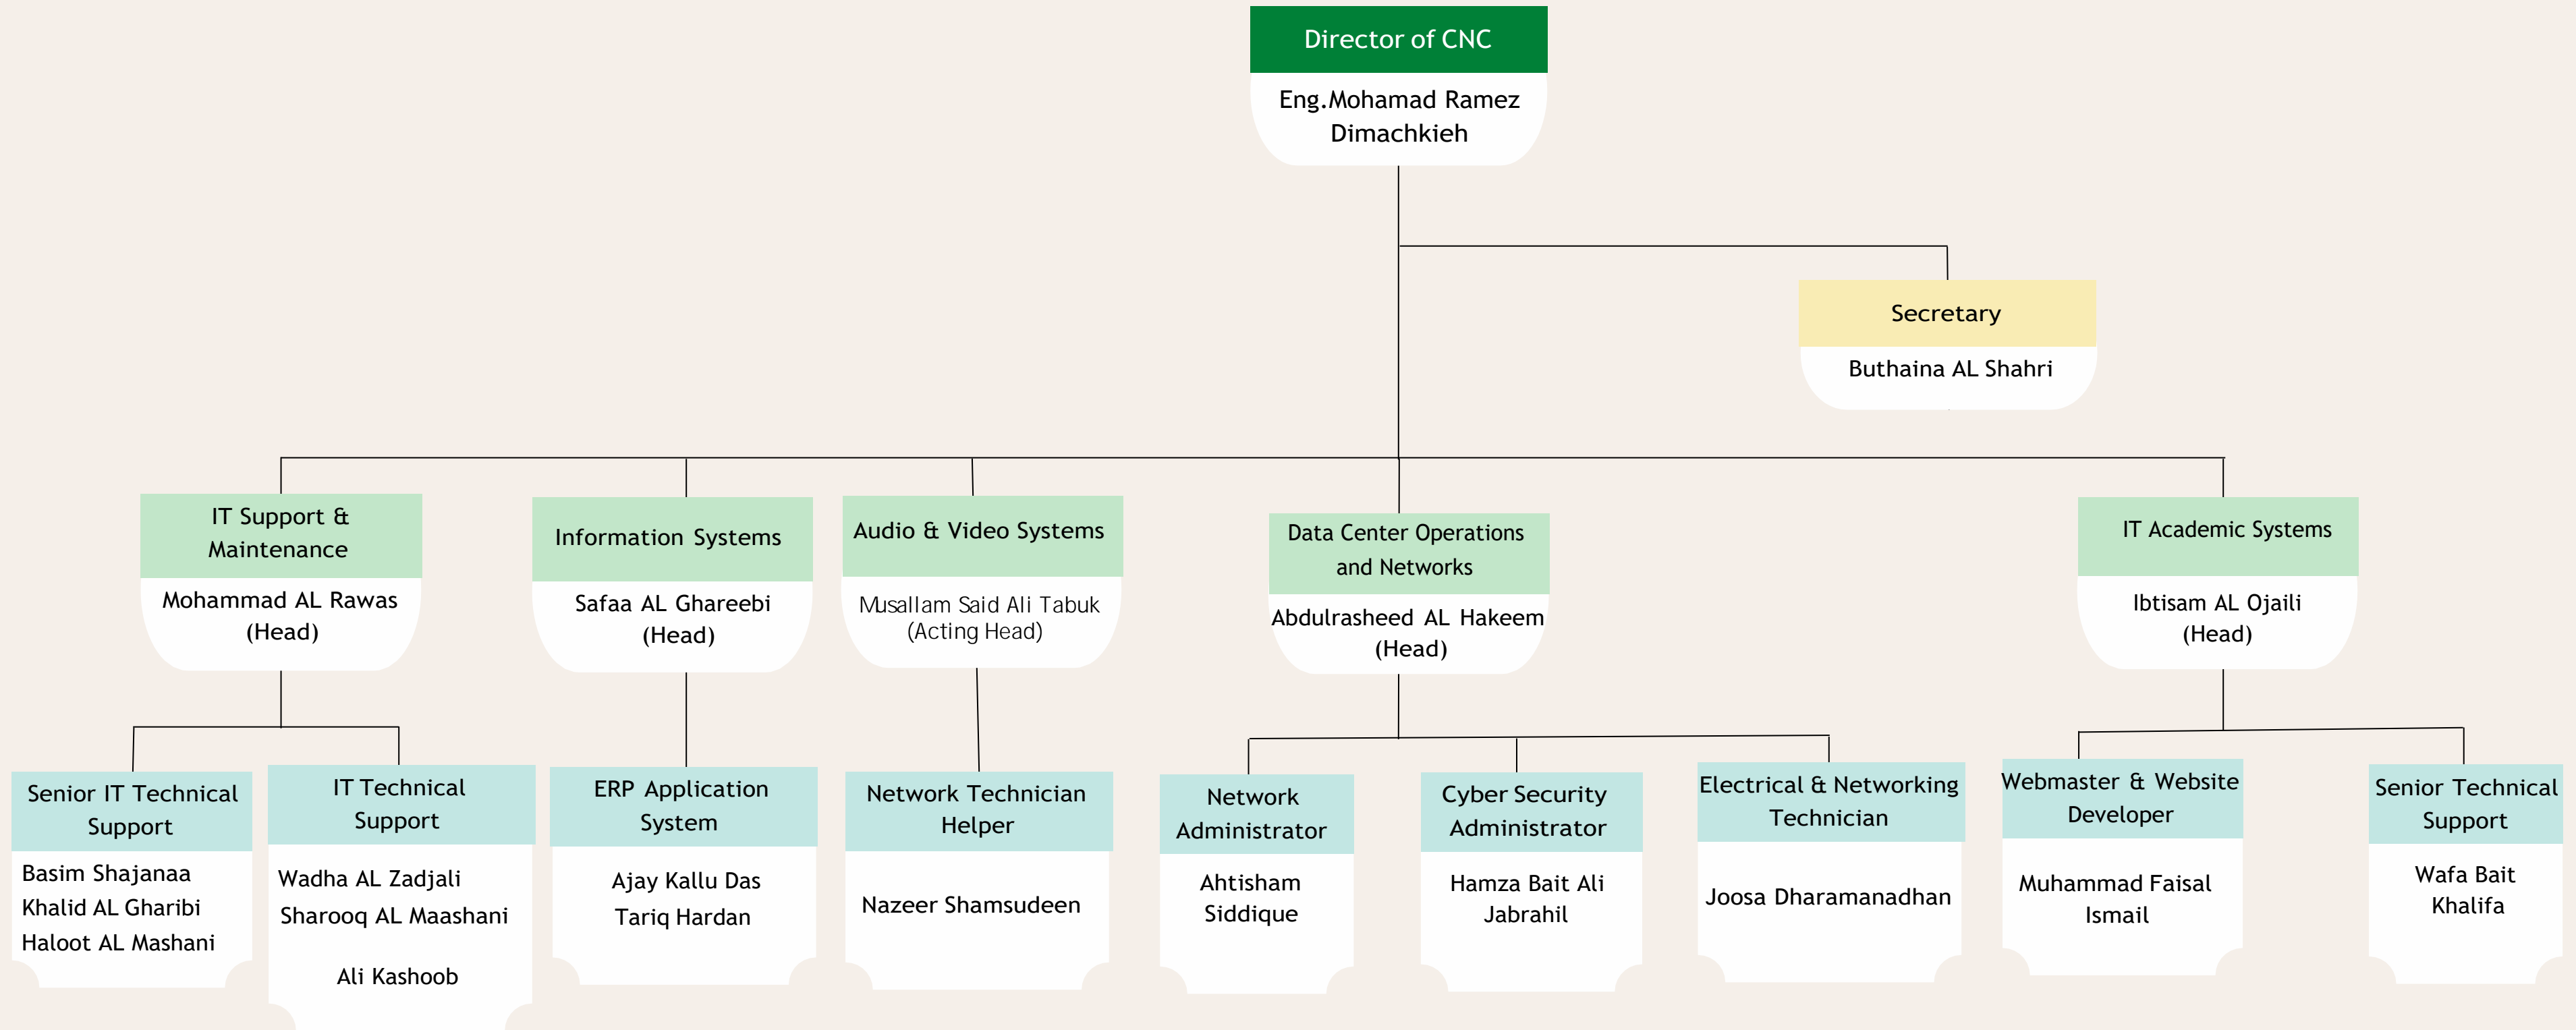 Director of CNC
Eng.Mohamad Ramez
Dimachkieh
Secretary
Buthaina AL Shahri
IT Support &
Maintenance
Mohammad AL Rawas
(Head)
Information Systems
Safaa AL Ghareebi
(Head)
Audio & Video Systems
Musallam Said Ali Tabuk
(Acting Head)
Data Center Operations
and Networks
Abdulrasheed AL Hakeem
(Head)
IT Academic Systems
Ibtisam AL Ojaili
(Head)
Senior IT Technical
Support
Basim Shajanaa
Khalid AL Gharibi
Haloot AL Mashani
IT Technical
Support
Wadha AL Zadjali
Sharooq AL Maashani
Ali Kashoob
ERP Application
System
Ajay Kallu Das
Tariq Hardan
Network Technician
Helper
Nazeer Shamsudeen
Network
Administrator
Ahtisham
Siddique
Cyber Security
Administrator
Hamza Bait Ali
Jabrahil
Electrical & Networking
Technician
Joosa Dharamanadhan
Webmaster & Website
Developer
Muhammad Faisal
Ismail
Senior Technical
Support
Wafa Bait
Khalifa